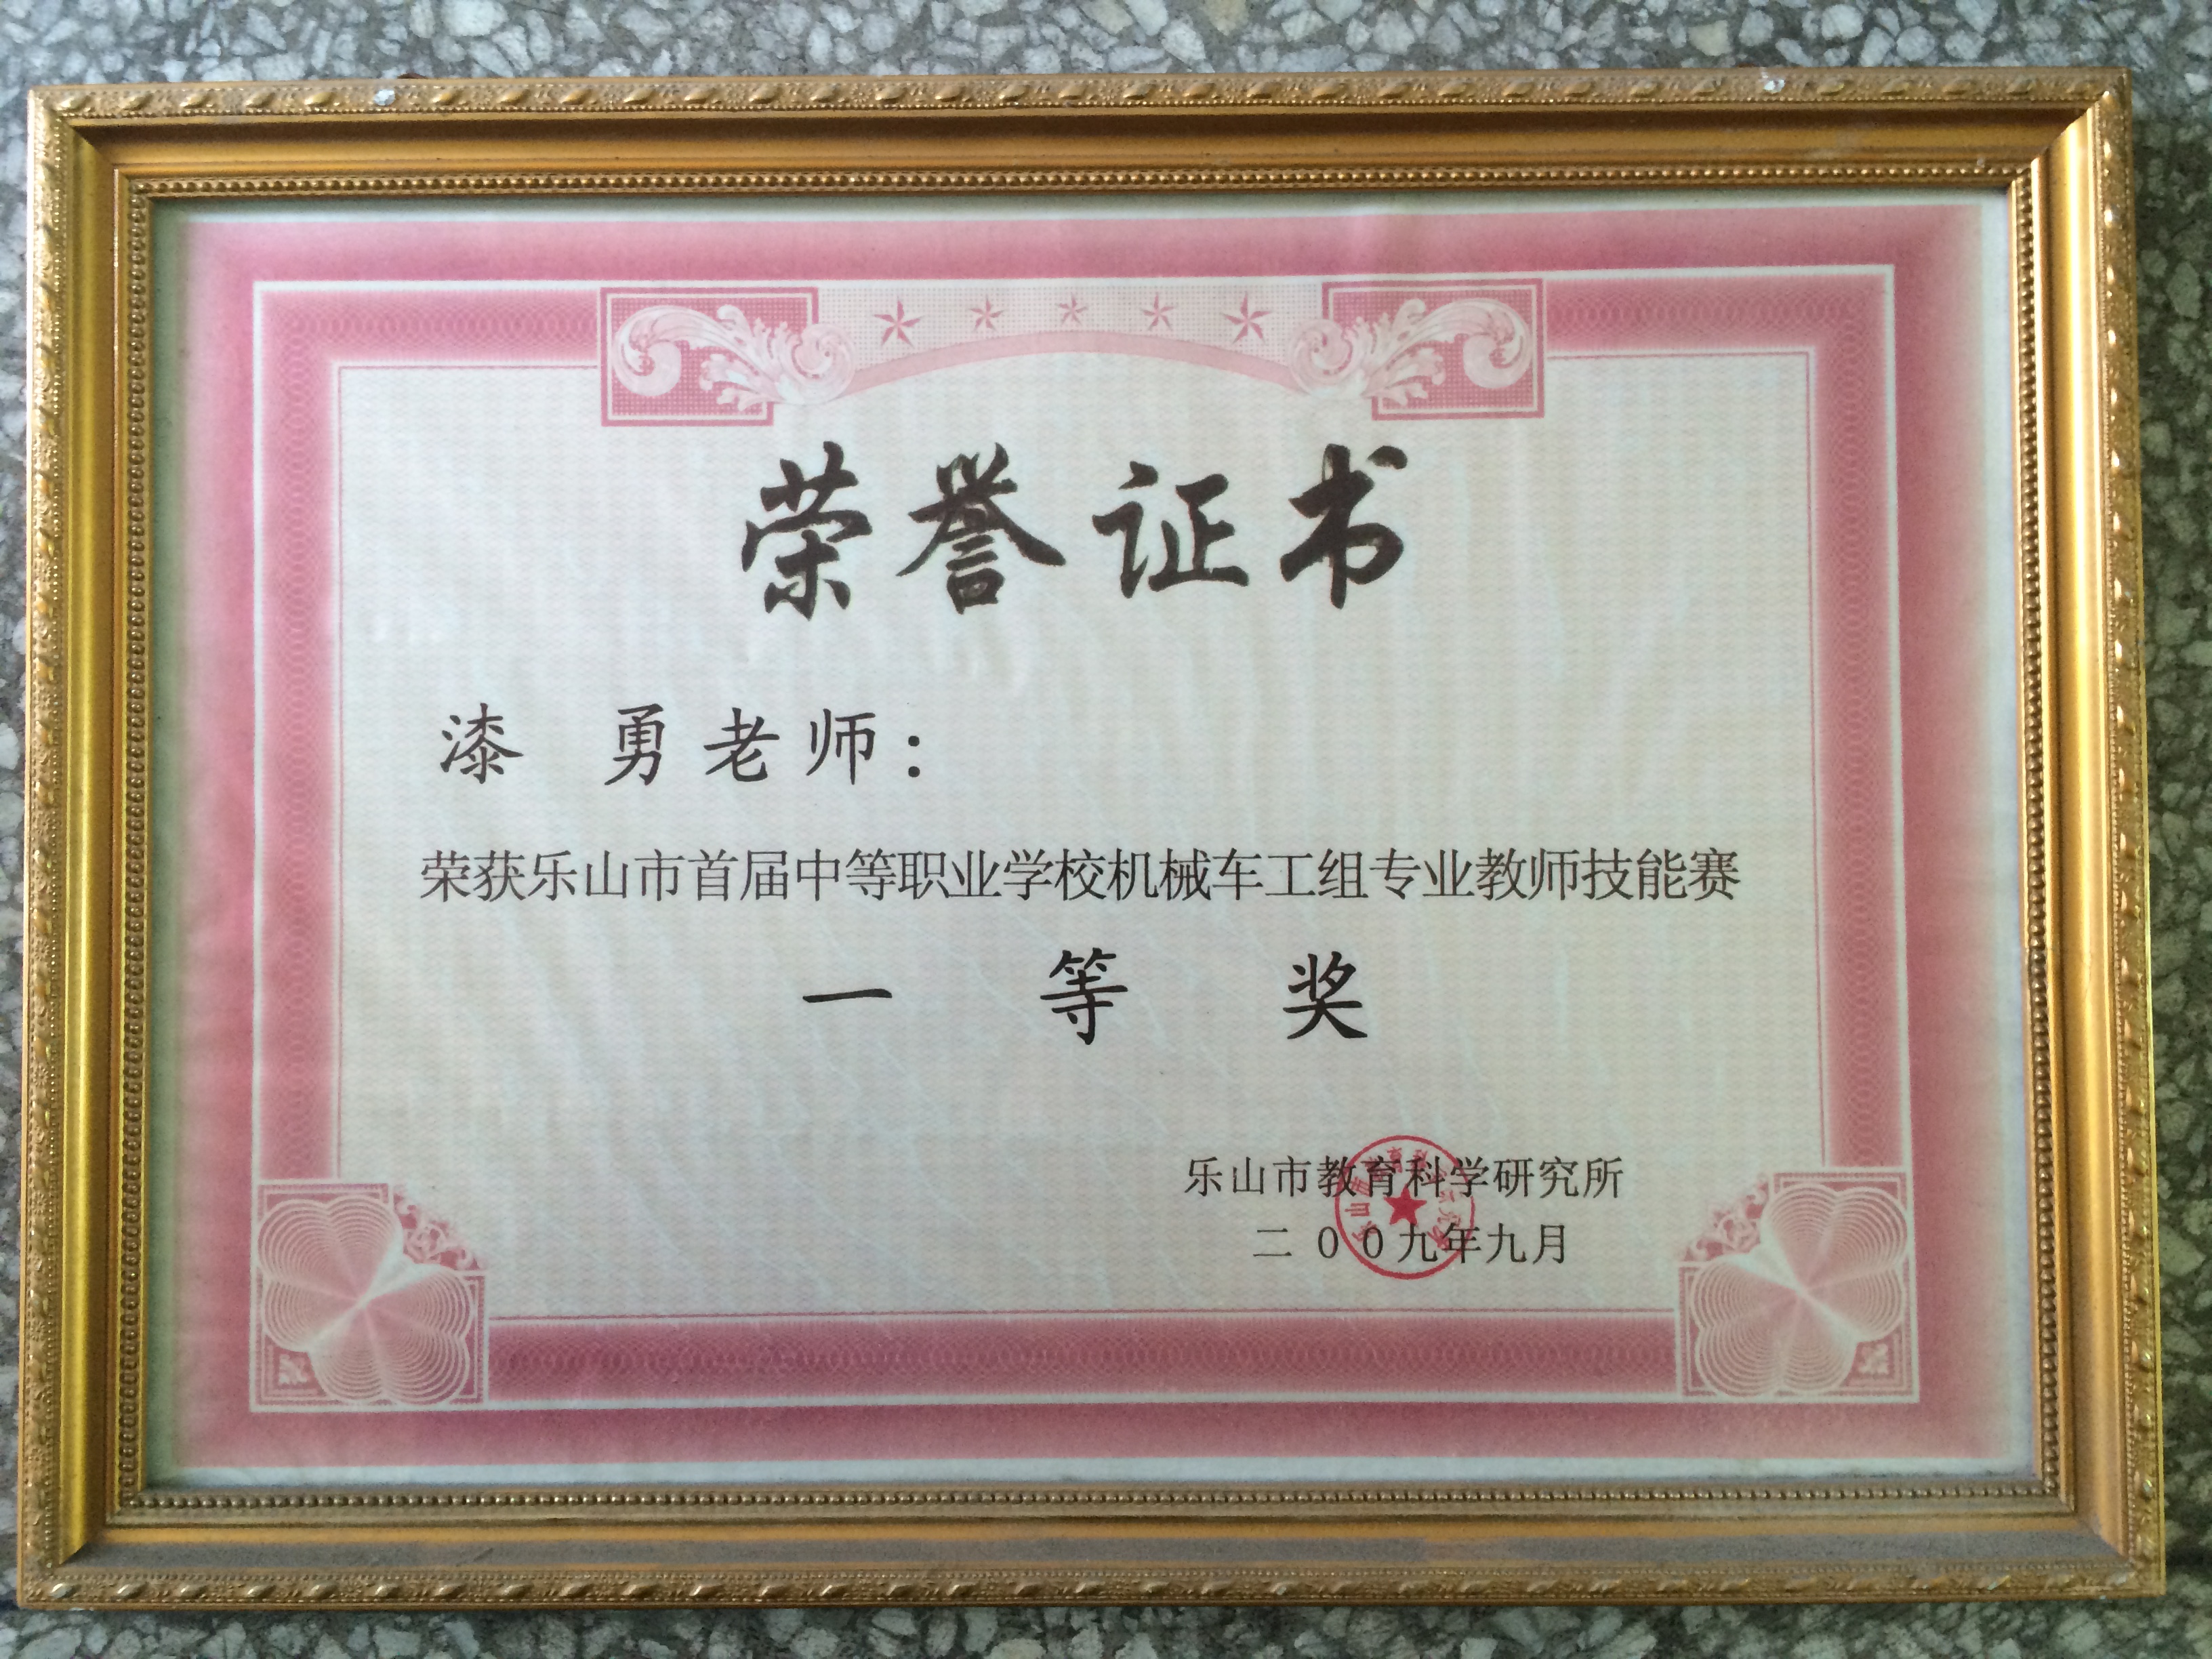 荣誉证书
漆 勇老师：
荣获乐山市首届中等职业学校机械车工组专业教师技能赛
一 等 奖
乐山市教育科学研究所
二００九年九月